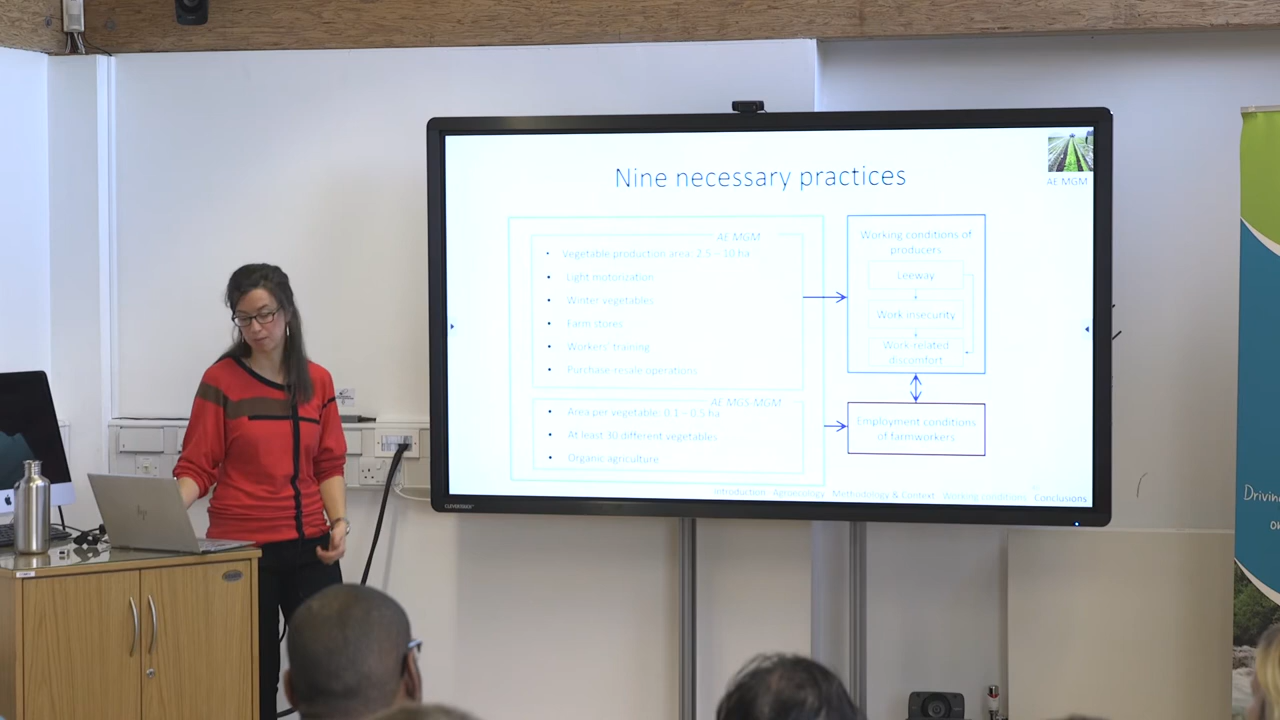 Nine necessary practices
AE MGM
AE MGM
Vegetable production area: 2.5 – 10 ha
Light motorization
Winter vegetables
Farm stores
Workers' training
Purchase resale operations
AE MGS-MGM
Area per vegetable: 0.1 – 0.5 ha
At least 30 different vegetables
Organic agriculture
Working conditions of
producers
Leeway
Work insecurity
Work-related
discomfort
Employment conditions
of farmworkers
Introduction - Agroecology - Methodology & Context - Working conditions - Conclusions
CLEVERTOUCH
hp
Drivin